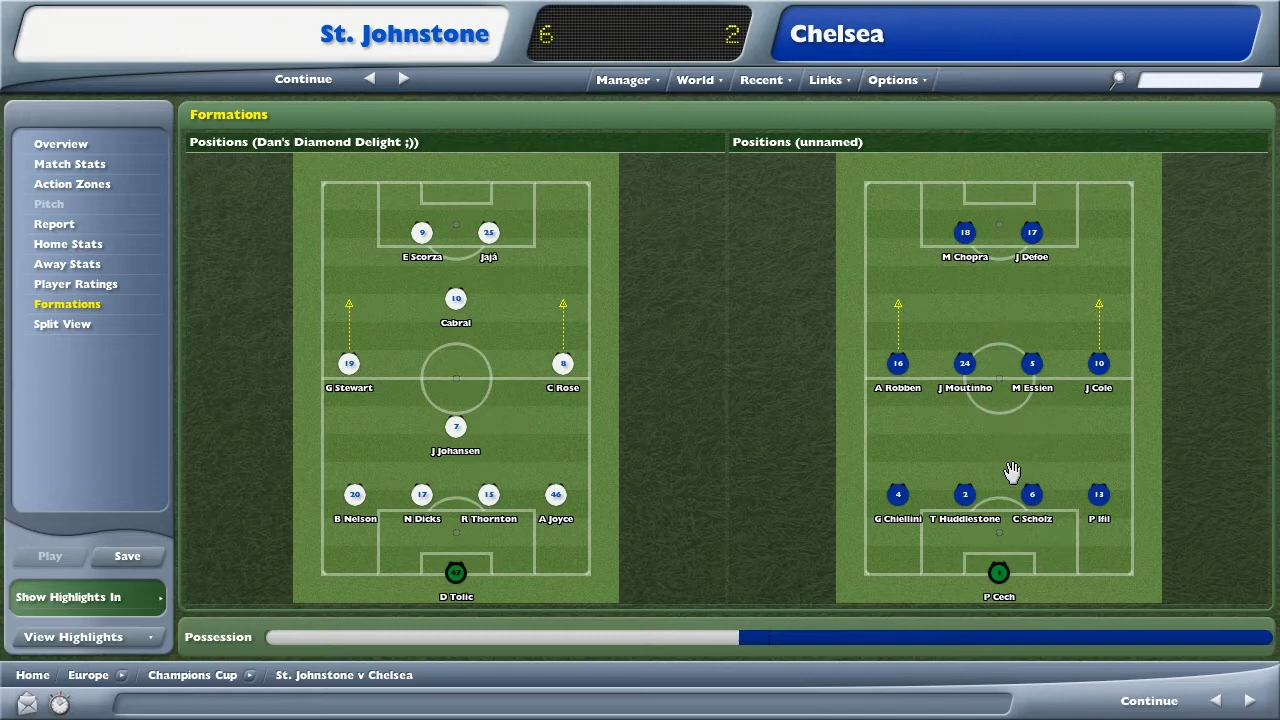 St. Johnstone
6 2
Chelsea
Continue
Manager World Recent Links Options
Formations
Overview
Match Stats
Action Zones
Pitch
Report
Home Stats
Away Stats
Player Ratings
Formations
Split View
Play Save
Show Highlights In
View Highlights
Positions (Dan's Diamond Delight ;))
9 25
E Scorza Jajá
10
Cabral
19 8
G Stewart C Rose
7
J Johansen
20 17 15 46
B Nelson N Dicks R Thornton A Joyce
47
D Tolic
Positions (unnamed)
18 17
M Chopra J Defoe
16 24 5 10
A Robben J Moutinho M Essien J Cole
4 2 6 13
G Chiellini T Huddlestone C Scholz P Ifil
1
P Cech
Possession
Home Europe Champions Cup St. Johnstone v Chelsea
Continue